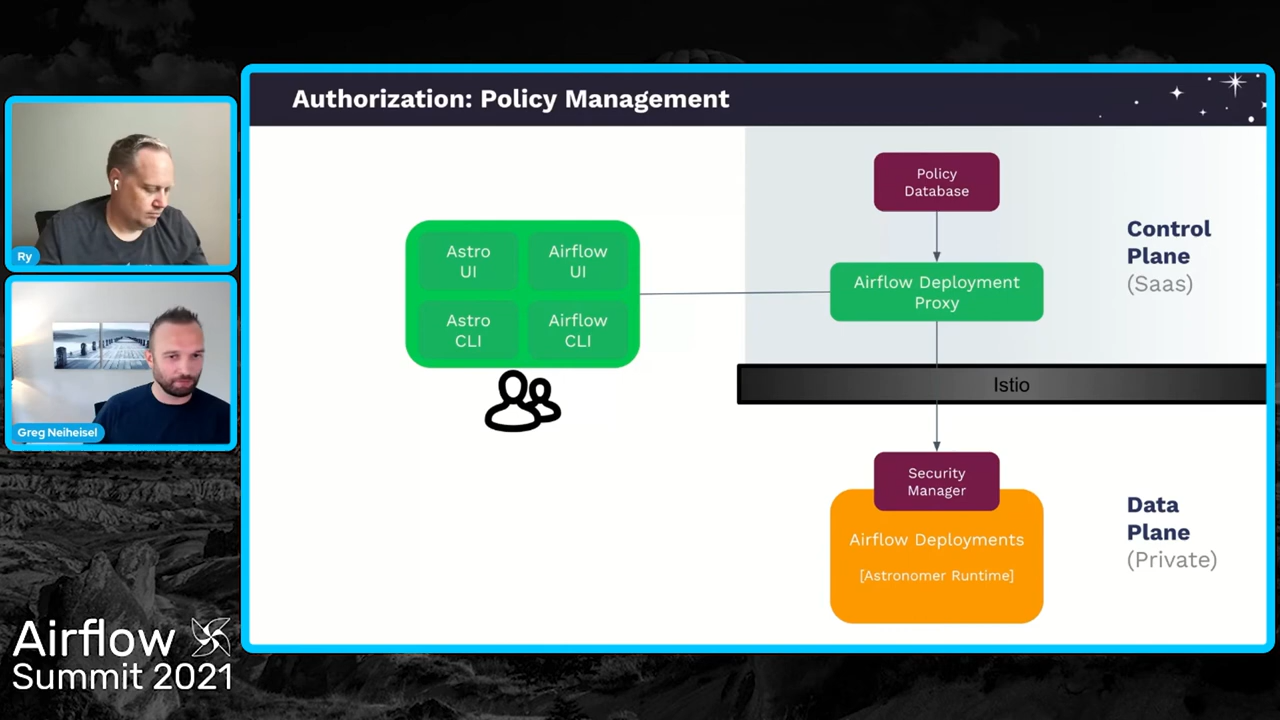 Authorization: Policy Management
Ry
Greg Neiheisel
Astro
UI
Airflow
UI
Astro
CLI
Airflow
CLI
Policy
Database
Airflow Deployment
Proxy
Control
Plane
(Saas)
Istio
Security
Manager
Airflow Deployments
[Astronomer Runtime]
Data
Plane
(Private)
Airflow
Summit 2021